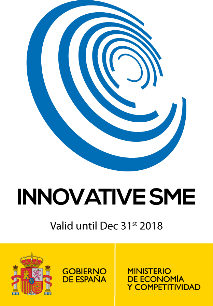 INNOVATIVE SME
Valid until Dec 31st 2018
GOBIERNO
DE ESPAÑA
MINISTERIO
DE ECONOMÍA
Y COMPETITIVIDAD